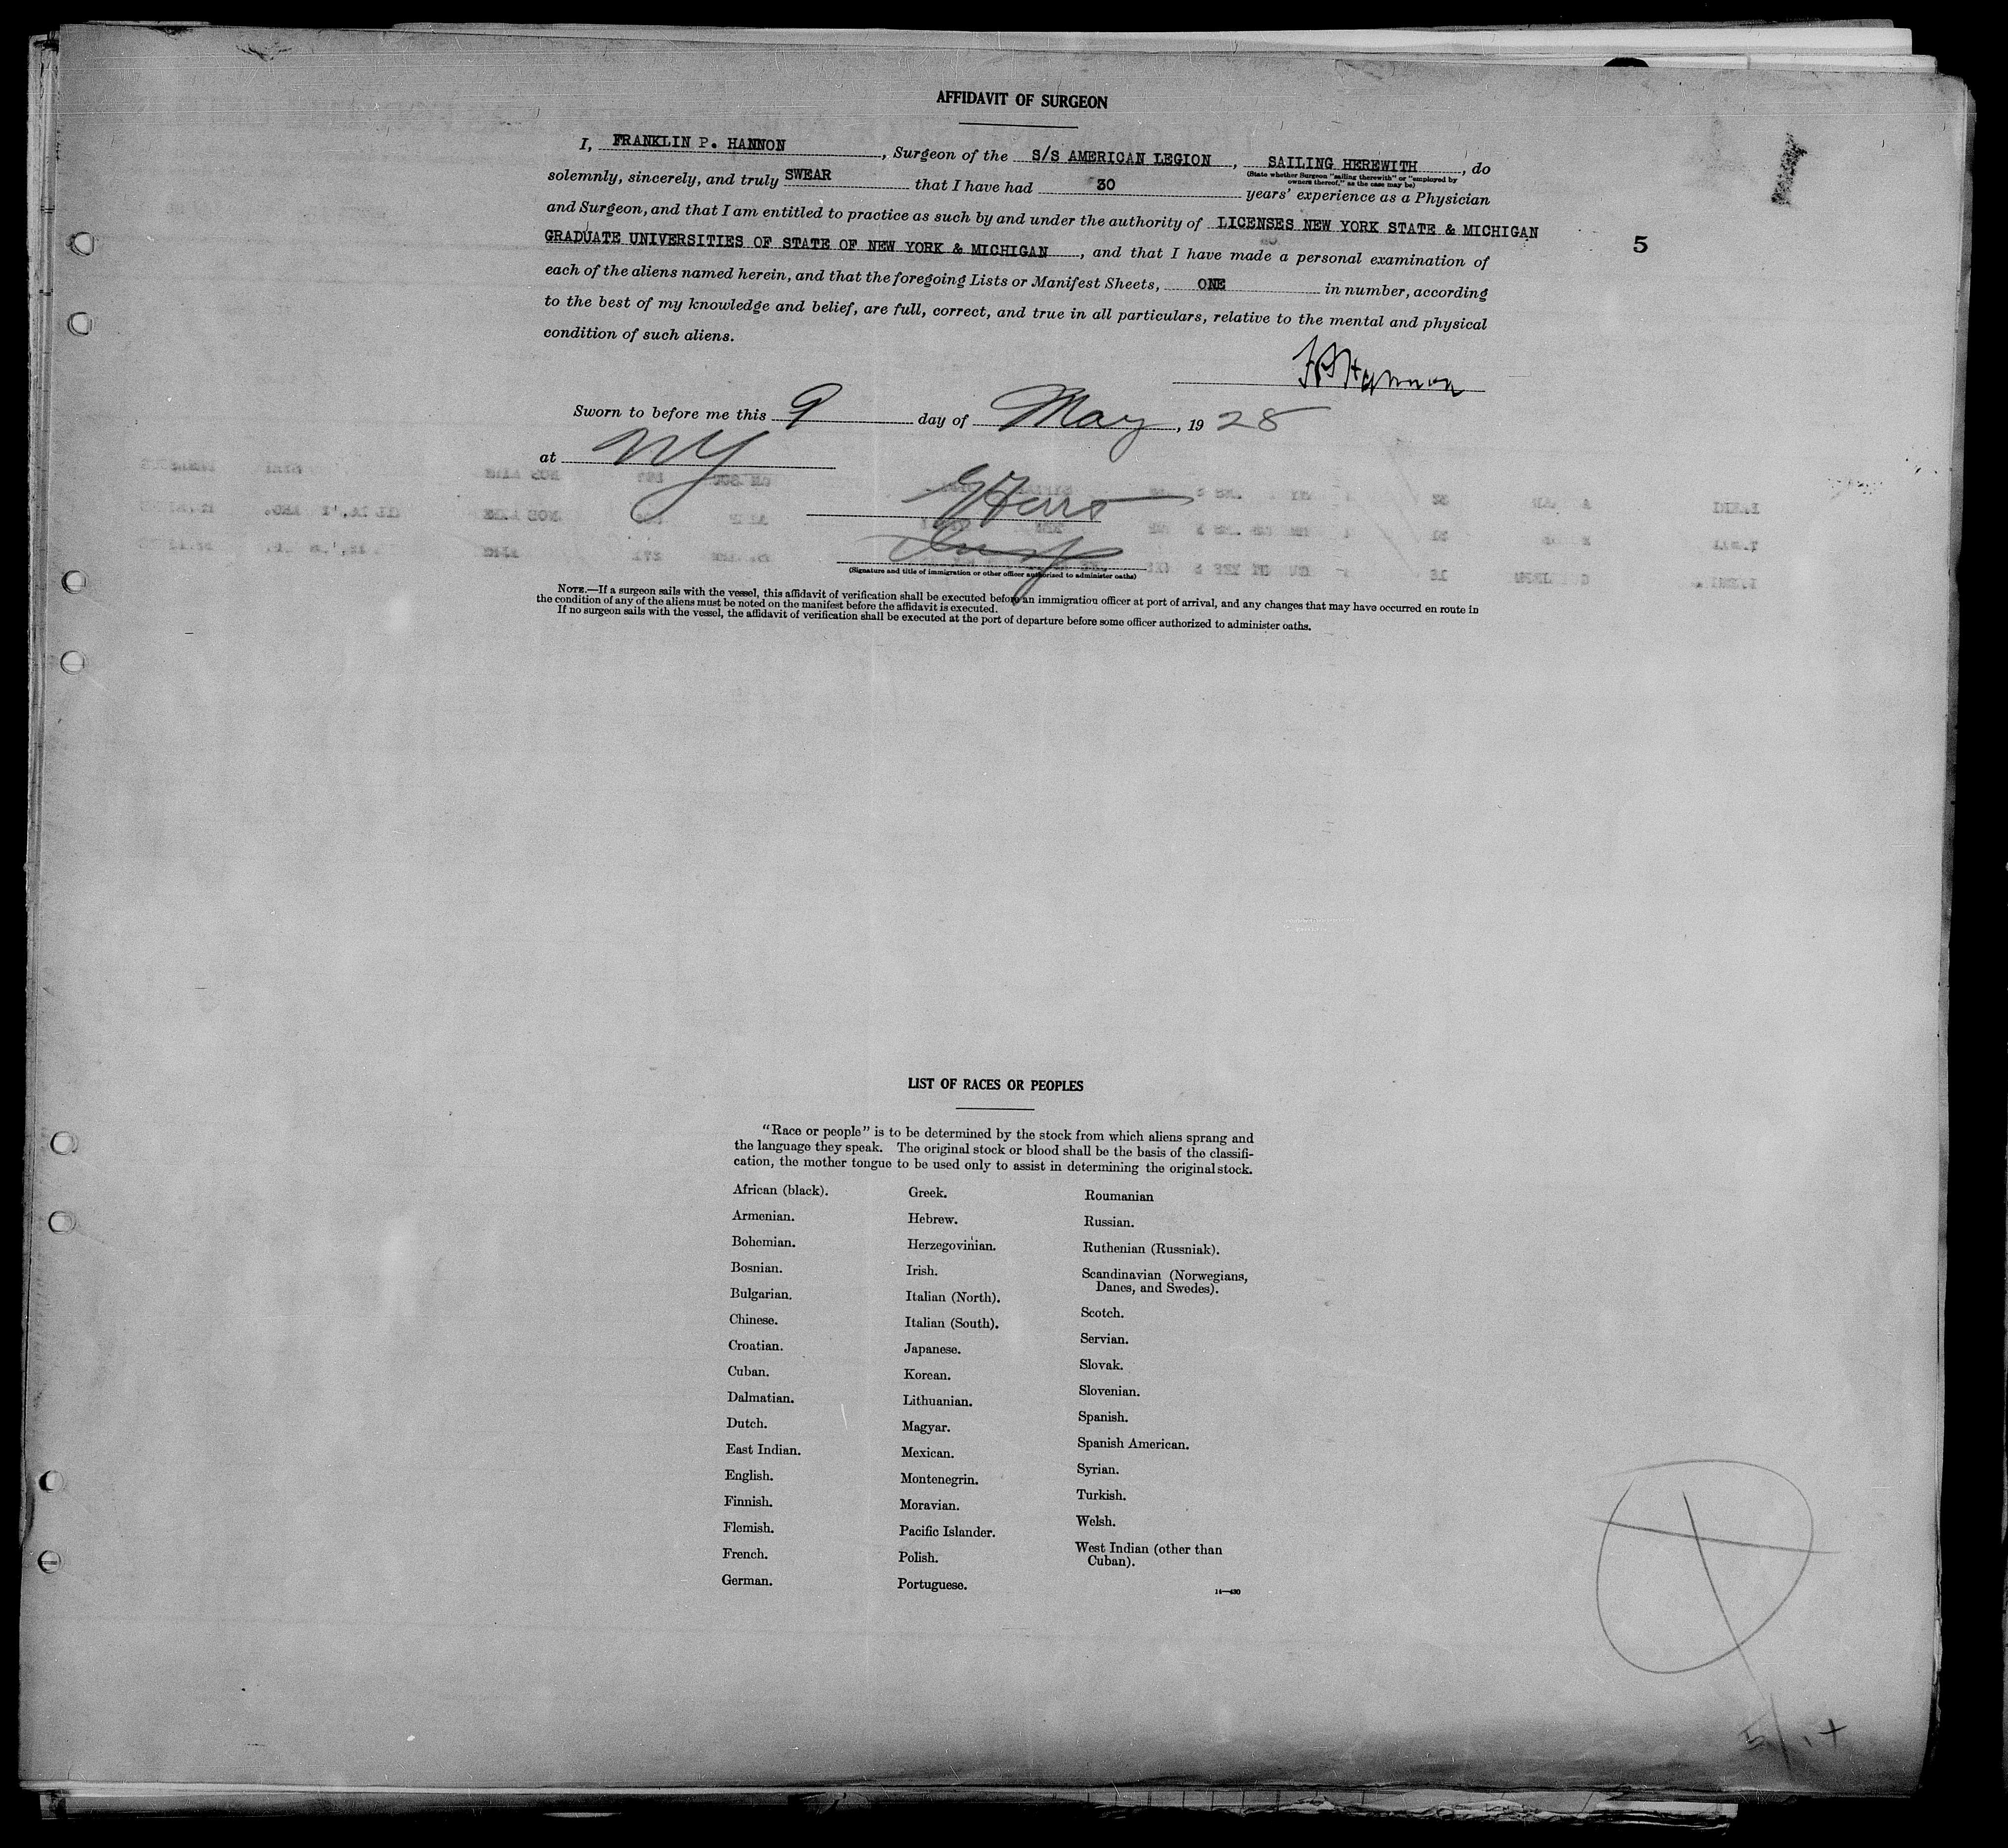 AFFIDAVIT OF SURGEON
I, FRANKLIN P. HANNON, Surgeon of the S/S AMERICAN LEGION, SAILING HEREWITH, do
(State whether Surgeon "sailing therewith" or "employed by
owners thereof," as the case may be)
solemnly, sincerely, and truly SWEAR that I have had 30 years' experience as a Physician
and Surgeon, and that I am entitled to practice as such by and under the authority of LICENSES NEW YORK STATE & MICHIGAN
GRADUATE UNIVERSITIES OF STATE OF NEW YORK & MICHIGAN, and that I have made a personal examination of
5
each of the aliens named herein, and that the foregoing Lists or Manifest Sheets, ONE in number, according
to the best of my knowledge and belief, are full, correct, and true in all particulars, relative to the mental and physical
condition of such aliens.
F P Hannon
Sworn to before me this 9 day of May, 1928
at NY
(Signature and title of immigration or other officer authorized to administer oaths)
NOTE.—If a surgeon sails with the vessel, this affidavit of verification shall be executed before an immigration officer at port of arrival, and any changes that may have occurred en route in
the condition of any of the aliens must be noted on the manifest before the affidavit is executed.
If no surgeon sails with the vessel, the affidavit of verification shall be executed at the port of departure before some officer authorized to administer oaths.
LIST OF RACES OR PEOPLES
"Race or people" is to be determined by the stock from which aliens sprang and
the language they speak. The original stock or blood shall be the basis of the classifi-
cation, the mother tongue to be used only to assist in determining the original stock.
African (black).
Armenian.
Bohemian.
Bosnian.
Bulgarian.
Chinese.
Croatian.
Cuban.
Dalmatian.
Dutch.
East Indian.
English.
Finnish.
Flemish.
French.
German.
Greek.
Hebrew.
Herzegovinian.
Irish.
Italian (North).
Italian (South).
Japanese.
Korean.
Lithuanian.
Magyar.
Mexican.
Montenegrin.
Moravian.
Pacific Islander.
Polish.
Portuguese.
Roumanian
Russian.
Ruthenian (Russniak).
Scandinavian (Norwegians,
Danes, and Swedes).
Scotch.
Servian.
Slovak.
Slovenian.
Spanish.
Spanish American.
Syrian.
Turkish.
Welsh.
West Indian (other than
Cuban).
14—430